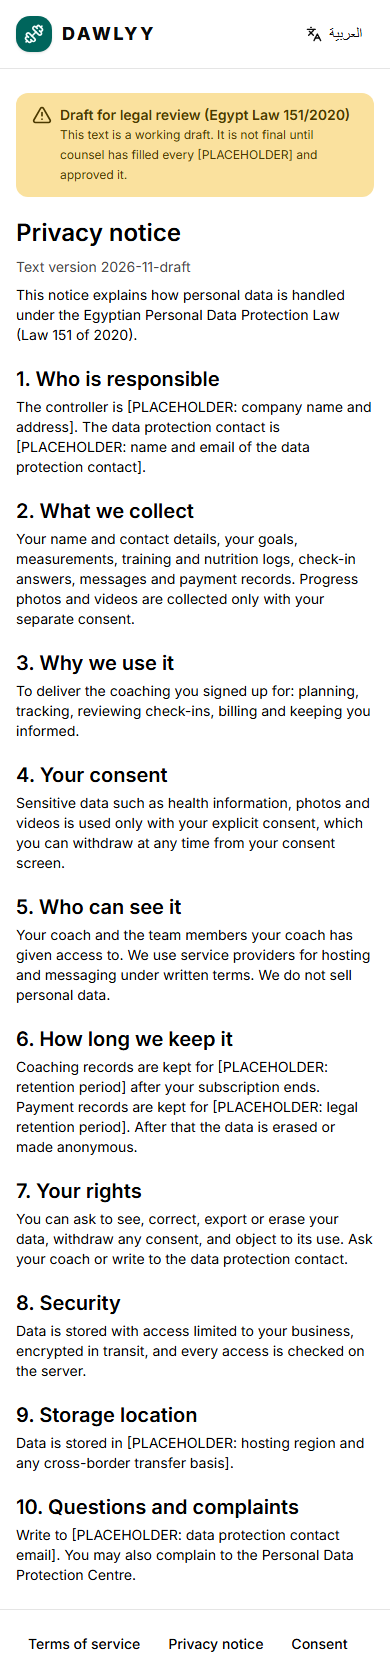 DAWLYY
العربية
Draft for legal review (Egypt Law 151/2020)
This text is a working draft. It is not final until
counsel has filled every [PLACEHOLDER] and
approved it.
Privacy notice
Text version 2026-11-draft
This notice explains how personal data is handled
under the Egyptian Personal Data Protection Law
(Law 151 of 2020).
1. Who is responsible
The controller is [PLACEHOLDER: company name and
address]. The data protection contact is
[PLACEHOLDER: name and email of the data
protection contact].
2. What we collect
Your name and contact details, your goals,
measurements, training and nutrition logs, check-in
answers, messages and payment records. Progress
photos and videos are collected only with your
separate consent.
3. Why we use it
To deliver the coaching you signed up for: planning,
tracking, reviewing check-ins, billing and keeping you
informed.
4. Your consent
Sensitive data such as health information, photos and
videos is used only with your explicit consent, which
you can withdraw at any time from your consent
screen.
5. Who can see it
Your coach and the team members your coach has
given access to. We use service providers for hosting
and messaging under written terms. We do not sell
personal data.
6. How long we keep it
Coaching records are kept for [PLACEHOLDER:
retention period] after your subscription ends.
Payment records are kept for [PLACEHOLDER: legal
retention period]. After that the data is erased or
made anonymous.
7. Your rights
You can ask to see, correct, export or erase your
data, withdraw any consent, and object to its use. Ask
your coach or write to the data protection contact.
8. Security
Data is stored with access limited to your business,
encrypted in transit, and every access is checked on
the server.
9. Storage location
Data is stored in [PLACEHOLDER: hosting region and
any cross-border transfer basis].
10. Questions and complaints
Write to [PLACEHOLDER: data protection contact
email]. You may also complain to the Personal Data
Protection Centre.
Terms of service Privacy notice Consent